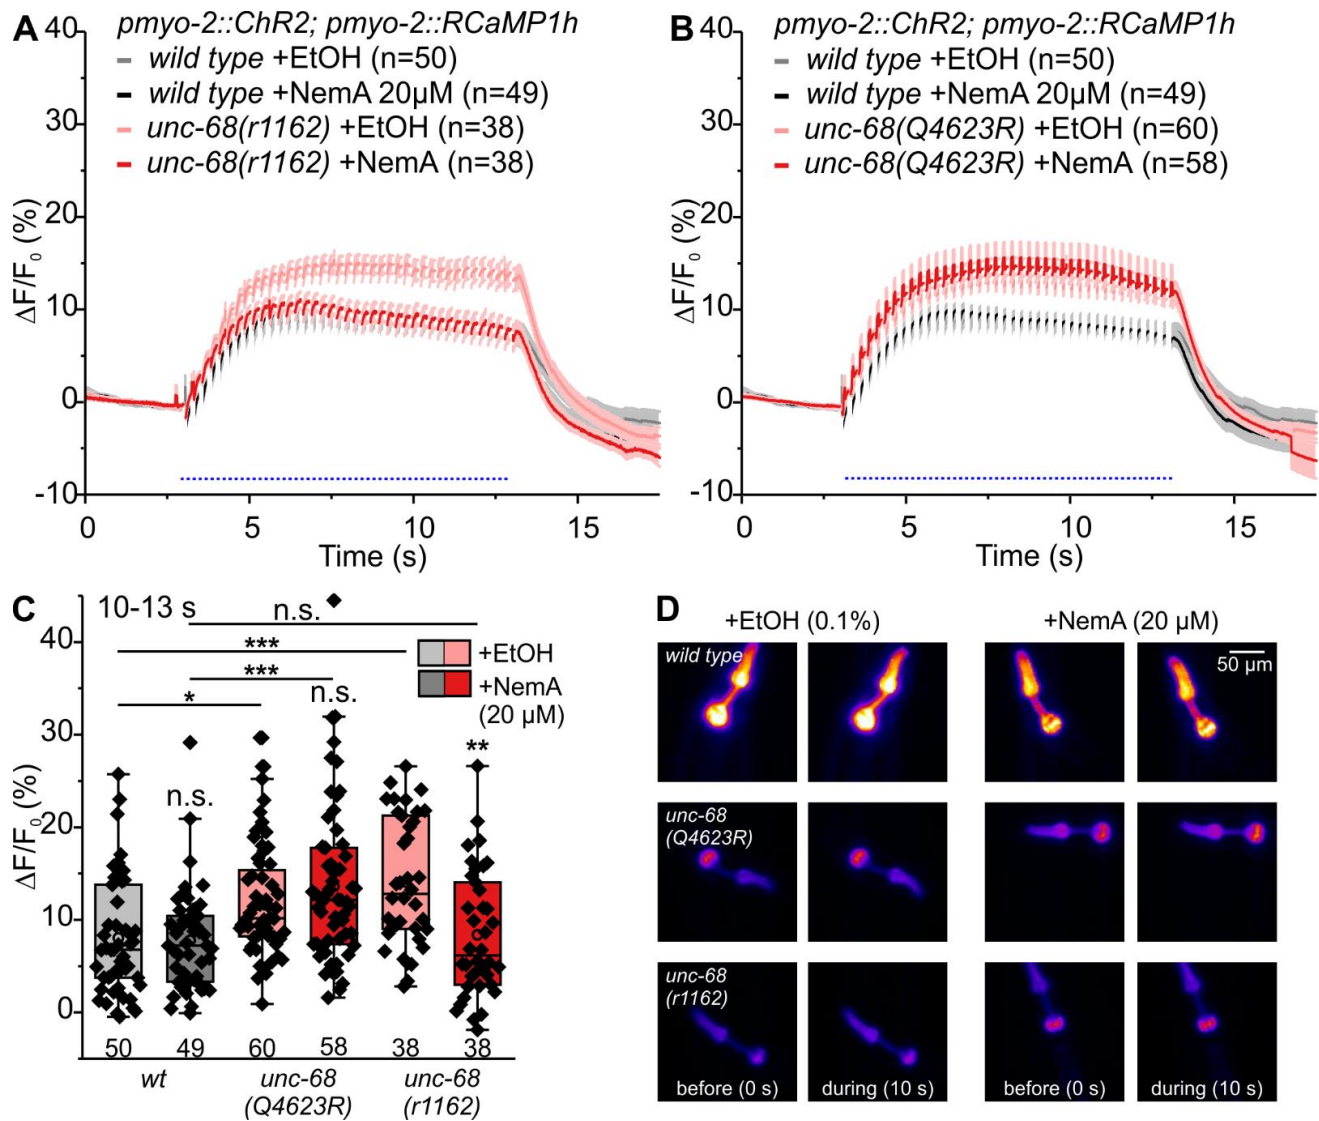 A
pmyo-2::ChR2; pmyo-2::RCaMP1h
wild type +EtOH (n=50)
wild type +NemA 20µM (n=49)
unc-68(r1162) +EtOH (n=38)
unc-68(r1162) +NemA (n=38)
40
30
20
10
0
-10
ΔF/F0 (%)
0 5 10 15
Time (s)
B
pmyo-2::ChR2; pmyo-2::RCaMP1h
wild type +EtOH (n=50)
wild type +NemA 20µM (n=49)
unc-68(Q4623R) +EtOH (n=60)
unc-68(Q4623R) +NemA (n=58)
40
30
20
10
0
-10
ΔF/F0 (%)
0 5 10 15
Time (s)
C
10-13 s
n.s.
***
***
*
n.s.
n.s.
**
+EtOH
+NemA
(20 µM)
40
30
20
10
0
ΔF/F0 (%)
50 49 60 58 38 38
wt
unc-68
(Q4623R)
unc-68
(r1162)
D
+EtOH (0.1%)
+NemA (20 µM)
wild type
50 µm
unc-68
(Q4623R)
unc-68
(r1162)
before (0 s) during (10 s) before (0 s) during (10 s)